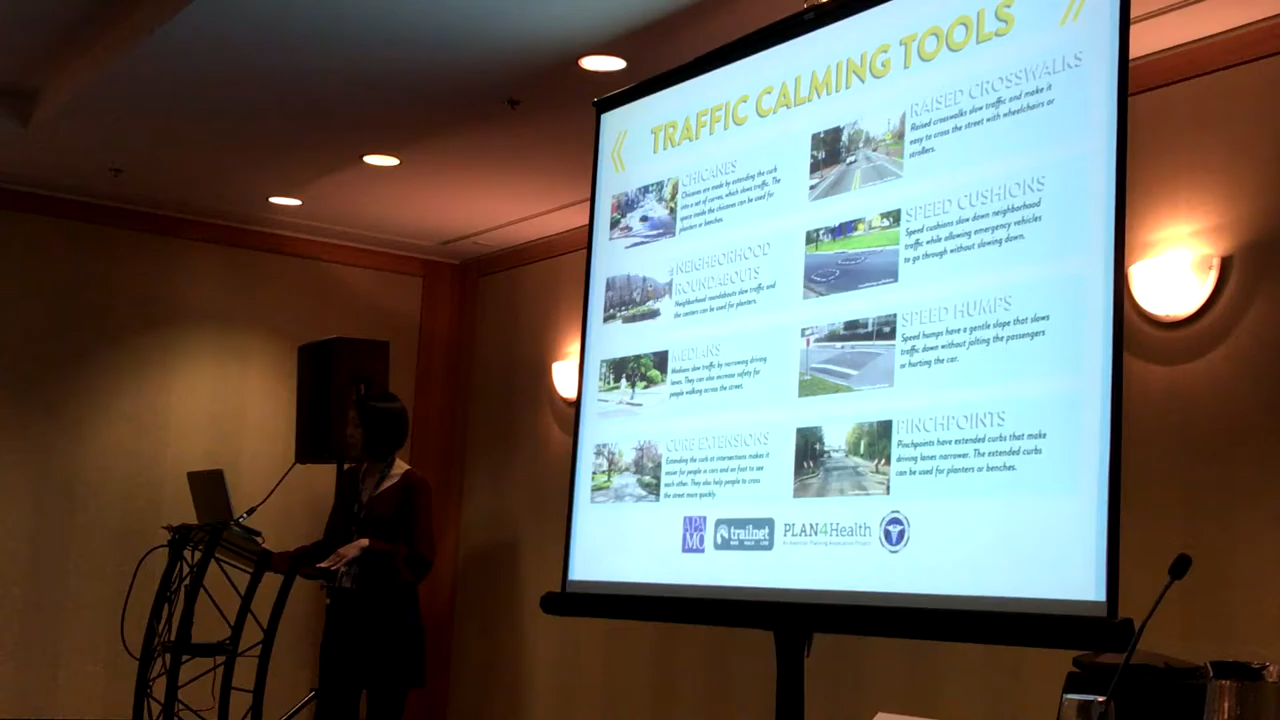 TRAFFIC CALMING TOOLS
CHICANES
Chicanes are made by extending the curb
into a set of curves, which slows traffic. The
space inside the chicanes can be used for
planters or benches.
NEIGHBORHOOD
ROUNDABOUTS
Neighborhood roundabouts slow traffic and
the centers can be used for planters.
MEDIANS
Medians slow traffic by narrowing driving
lanes. They can also increase safety for
people walking across the street.
CURB EXTENSIONS
Extending the curb at intersections makes it
easier for people in cars and on foot to see
each other. They also help people to cross
the street more quickly.
RAISED CROSSWALKS
Raised crosswalks slow traffic and make it
easy to cross the street with wheelchairs or
strollers.
SPEED CUSHIONS
Speed cushions slow down neighborhood
traffic while allowing emergency vehicles
to go through without slowing down.
SPEED HUMPS
Speed humps have a gentle slope that slows
traffic down without jolting the passengers
or hurting the car.
PINCHPOINTS
Pinchpoints have extended curbs that make
driving lanes narrower. The extended curbs
can be used for planters or benches.
APA
MO
trailnet
BIKE WALK LIVE
PLAN4Health
An American Planning Association Project